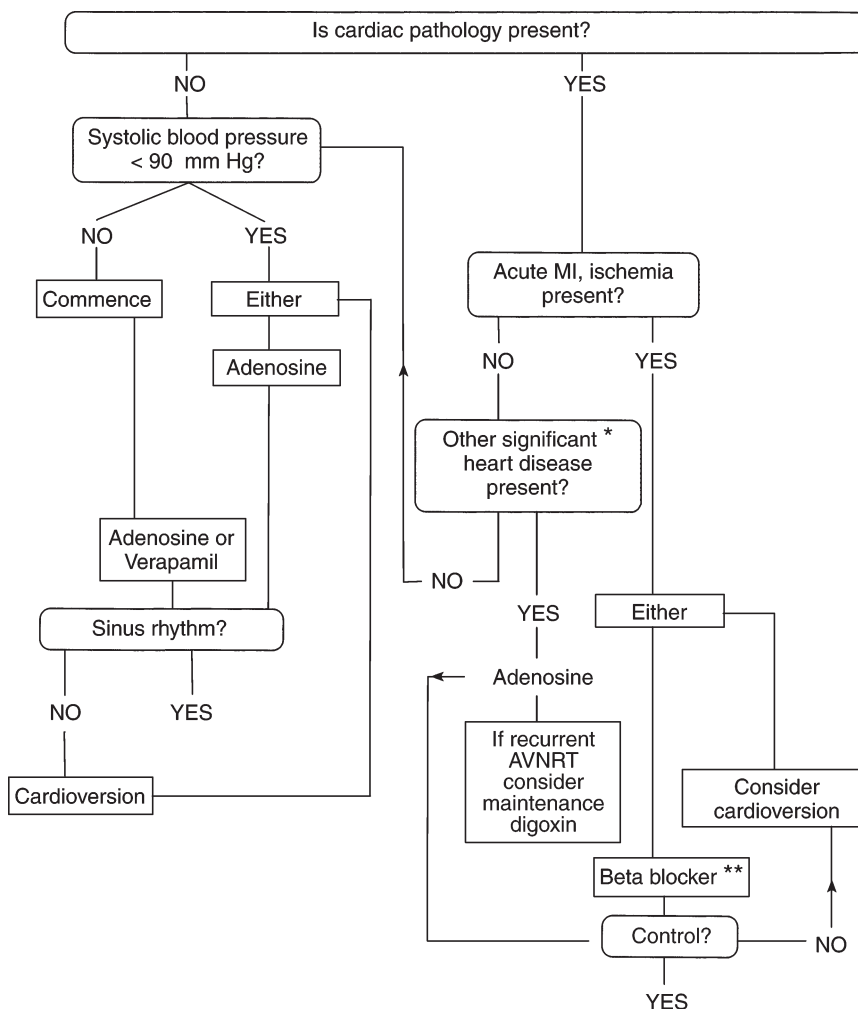 Is cardiac pathology present?
NO
YES
Systolic blood pressure
< 90 mm Hg?
NO
YES
Commence
Either
Adenosine
Acute MI, ischemia
present?
NO
YES
Other significant *
heart disease
present?
Adenosine or
Verapamil
NO
YES
Either
Sinus rhythm?
NO
YES
Adenosine
Cardioversion
If recurrent
AVNRT
consider
maintenance
digoxin
Consider
cardioversion
Beta blocker **
Control?
NO
YES